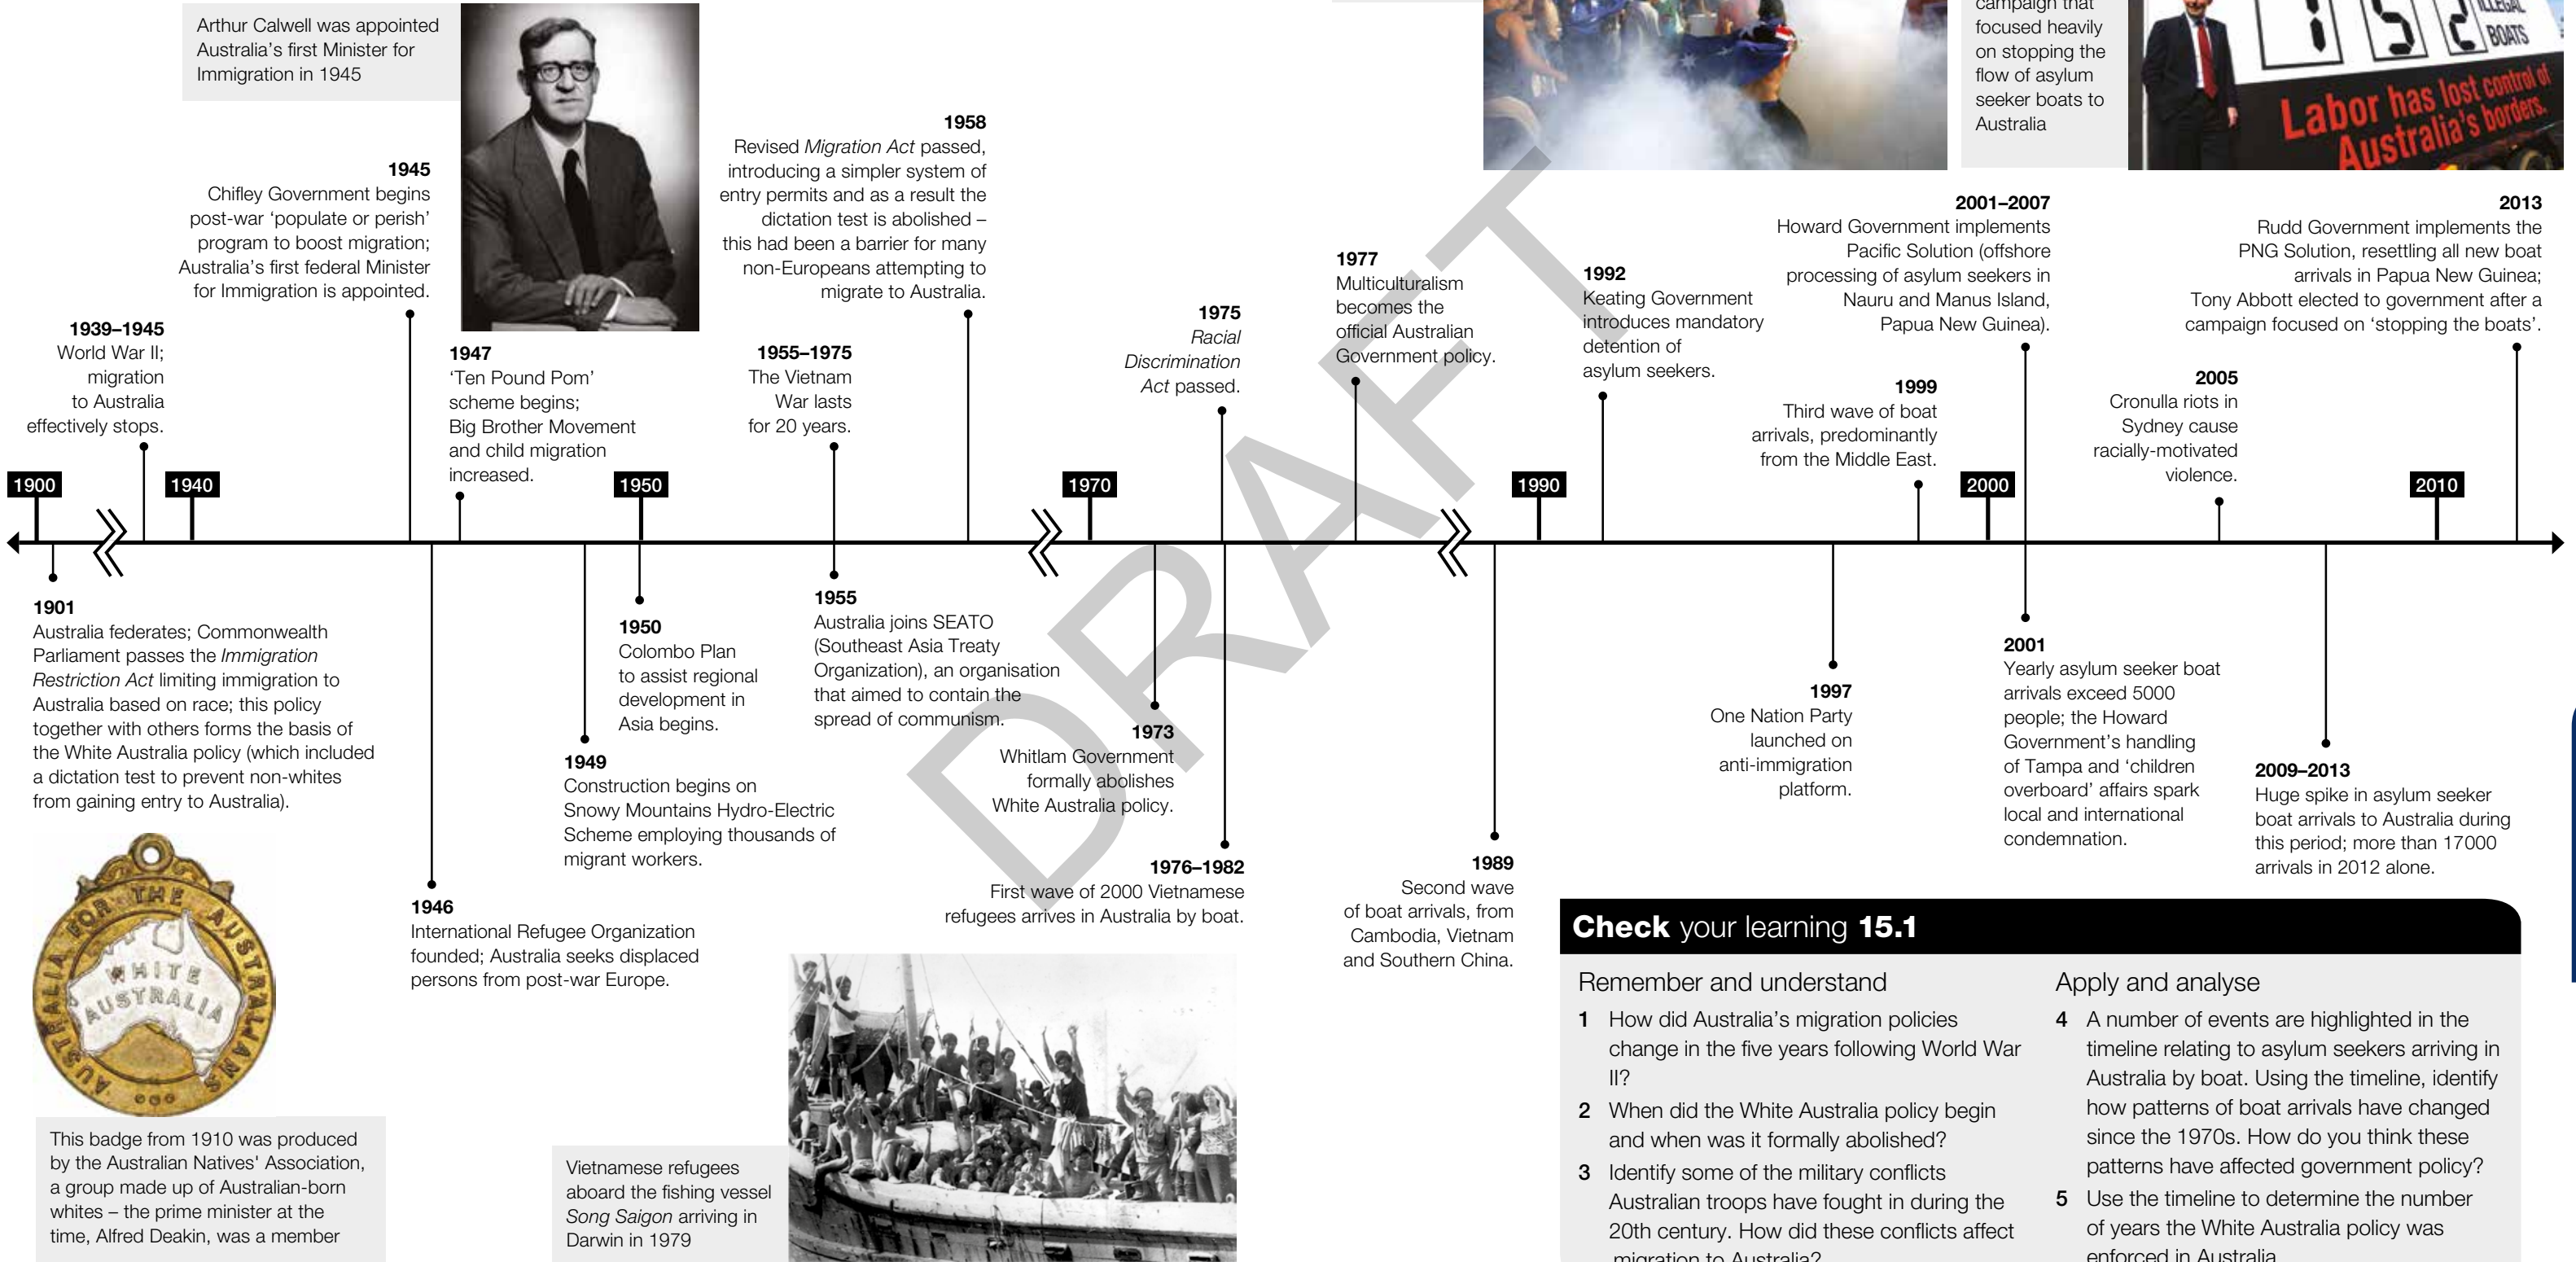 Arthur Calwell was appointed
Australia's first Minister for
Immigration in 1945
campaign that
focused heavily
on stopping the
flow of asylum
seeker boats to
Australia
152
ILLEGAL
BOATS
Labor has lost control of
Australia's borders.
1939–1945
World War II;
migration
to Australia
effectively stops.
1945
Chifley Government begins
post-war ‘populate or perish’
program to boost migration;
Australia’s first federal Minister
for Immigration is appointed.
1947
‘Ten Pound Pom’
scheme begins;
Big Brother Movement
and child migration
increased.
1955–1975
The Vietnam
War lasts
for 20 years.
1958
Revised Migration Act passed,
introducing a simpler system of
entry permits and as a result the
dictation test is abolished –
this had been a barrier for many
non-Europeans attempting to
migrate to Australia.
1975
Racial
Discrimination
Act passed.
1977
Multiculturalism
becomes the
official Australian
Government policy.
1992
Keating Government
introduces mandatory
detention of
asylum seekers.
1999
Third wave of boat
arrivals, predominantly
from the Middle East.
2001–2007
Howard Government implements
Pacific Solution (offshore
processing of asylum seekers in
Nauru and Manus Island,
Papua New Guinea).
2005
Cronulla riots in
Sydney cause
racially-motivated
violence.
2013
Rudd Government implements the
PNG Solution, resettling all new boat
arrivals in Papua New Guinea;
Tony Abbott elected to government after a
campaign focused on ‘stopping the boats’.
1900
1940
1950
1970
1990
2000
2010
DRAFT
1901
Australia federates; Commonwealth
Parliament passes the Immigration
Restriction Act limiting immigration to
Australia based on race; this policy
together with others forms the basis of
the White Australia policy (which included
a dictation test to prevent non-whites
from gaining entry to Australia).
1946
International Refugee Organization
founded; Australia seeks displaced
persons from post-war Europe.
1949
Construction begins on
Snowy Mountains Hydro-Electric
Scheme employing thousands of
migrant workers.
1950
Colombo Plan
to assist regional
development in
Asia begins.
1955
Australia joins SEATO
(Southeast Asia Treaty
Organization), an organisation
that aimed to contain the
spread of communism.
1973
Whitlam Government
formally abolishes
White Australia policy.
1976–1982
First wave of 2000 Vietnamese
refugees arrives in Australia by boat.
1989
Second wave
of boat arrivals, from
Cambodia, Vietnam
and Southern China.
1997
One Nation Party
launched on
anti-immigration
platform.
2001
Yearly asylum seeker boat
arrivals exceed 5000
people; the Howard
Government’s handling
of Tampa and ‘children
overboard’ affairs spark
local and international
condemnation.
2009–2013
Huge spike in asylum seeker
boat arrivals to Australia during
this period; more than 17000
arrivals in 2012 alone.
AUSTRALIA FOR THE AUSTRALIANS
WHITE
AUSTRALIA
This badge from 1910 was produced
by the Australian Natives' Association,
a group made up of Australian-born
whites – the prime minister at the
time, Alfred Deakin, was a member
Vietnamese refugees
aboard the fishing vessel
Song Saigon arriving in
Darwin in 1979
Check your learning 15.1
Remember and understand
1 How did Australia’s migration policies
change in the five years following World War
II?
2 When did the White Australia policy begin
and when was it formally abolished?
3 Identify some of the military conflicts
Australian troops have fought in during the
20th century. How did these conflicts affect
migration to Australia?
Apply and analyse
4 A number of events are highlighted in the
timeline relating to asylum seekers arriving in
Australia by boat. Using the timeline, identify
how patterns of boat arrivals have changed
since the 1970s. How do you think these
patterns have affected government policy?
5 Use the timeline to determine the number
of years the White Australia policy was
enforced in Australia